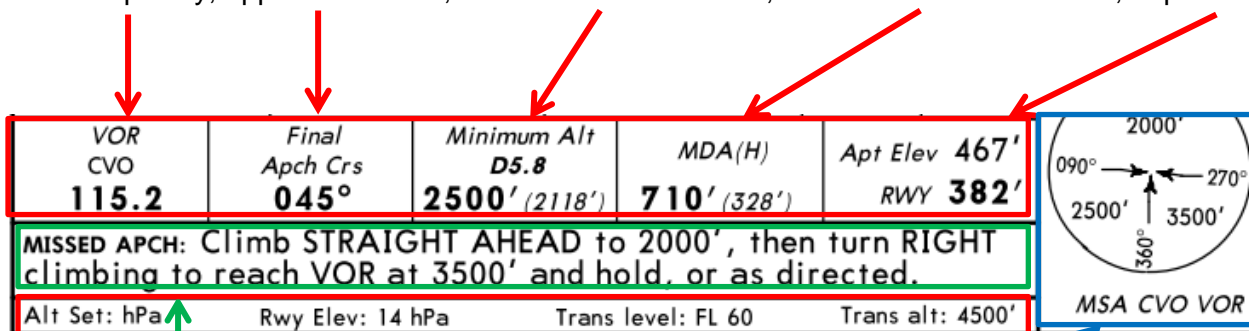 VOR
CVO
115.2
Final
Apch Crs
045°
Minimum Alt
D5.8
2500' (2118')
MDA(H)
710' (328')
Apt Elev 467'
RWY 382'
MISSED APCH: Climb STRAIGHT AHEAD to 2000', then turn RIGHT
climbing to reach VOR at 3500' and hold, or as directed.
Alt Set: hPa Rwy Elev: 14 hPa Trans level: FL 60 Trans alt: 4500'
2000'
090° 270°
2500' 3500'
360°
MSA CVO VOR